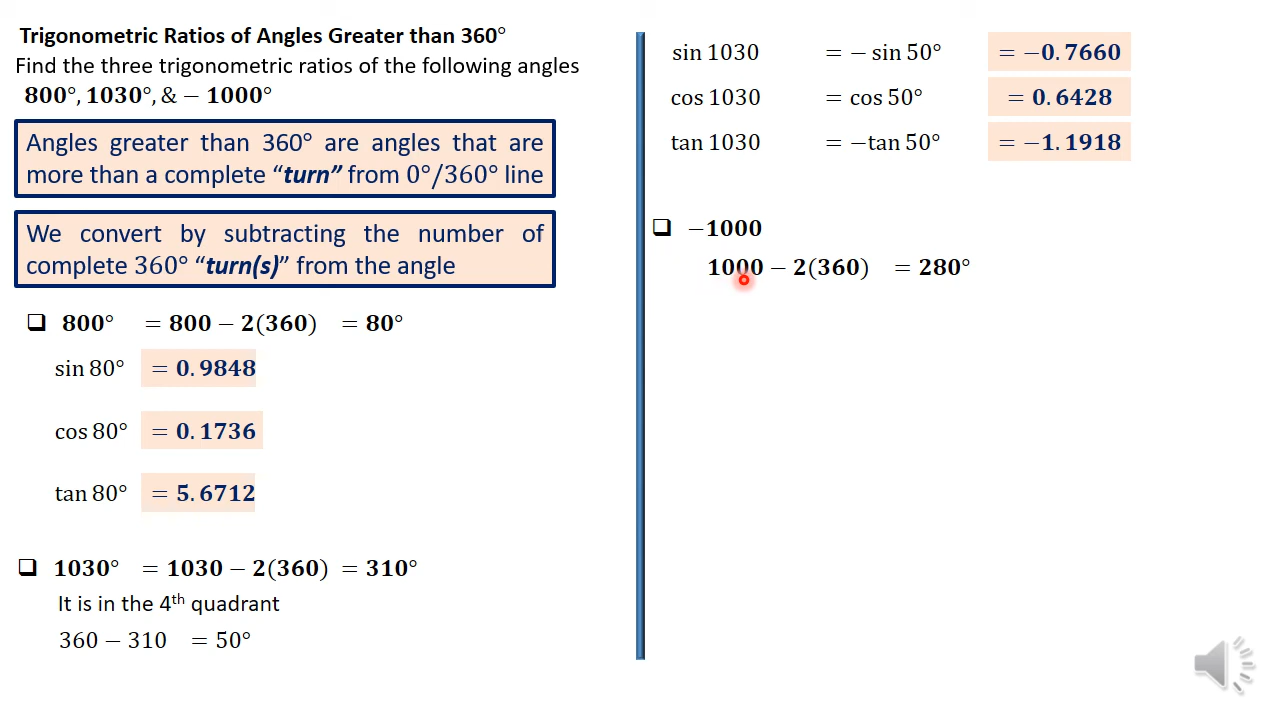 Trigonometric Ratios of Angles Greater than 360°
Find the three trigonometric ratios of the following angles
800°, 1030°, & − 1000°
Angles greater than 360° are angles that are
more than a complete “turn” from 0°/360° line
We convert by subtracting the number of
complete 360° “turn(s)” from the angle
800° = 800 − 2(360) = 80°
sin 80° = 0.9848
cos 80° = 0.1736
tan 80° = 5.6712
1030° = 1030 − 2(360) = 310°
It is in the 4th quadrant
360 − 310 = 50°
sin 1030 = − sin 50° = −0.7660
cos 1030 = cos 50° = 0.6428
tan 1030 = −tan 50° = −1.1918
−1000
1000 − 2(360) = 280°